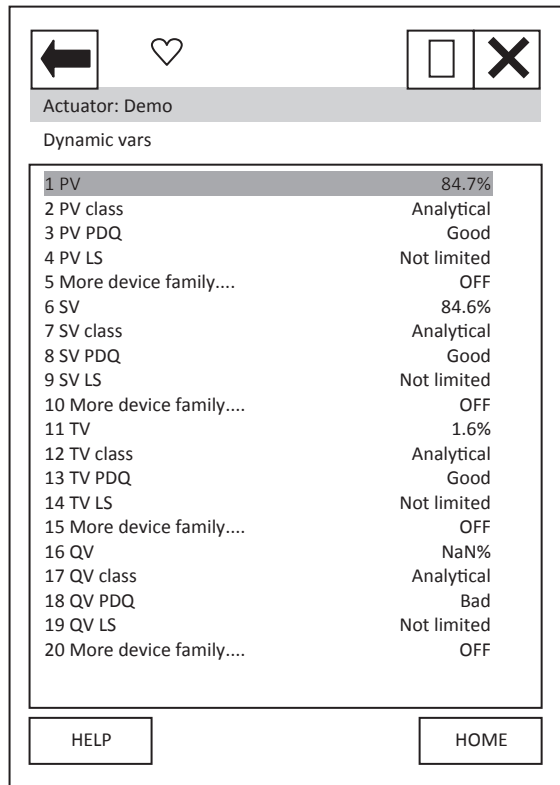 Actuator: Demo
Dynamic vars
1 PV 84.7%
2 PV class Analytical
3 PV PDQ Good
4 PV LS Not limited
5 More device family.... OFF
6 SV 84.6%
7 SV class Analytical
8 SV PDQ Good
9 SV LS Not limited
10 More device family.... OFF
11 TV 1.6%
12 TV class Analytical
13 TV PDQ Good
14 TV LS Not limited
15 More device family.... OFF
16 QV NaN%
17 QV class Analytical
18 QV PDQ Bad
19 QV LS Not limited
20 More device family.... OFF
HELP HOME